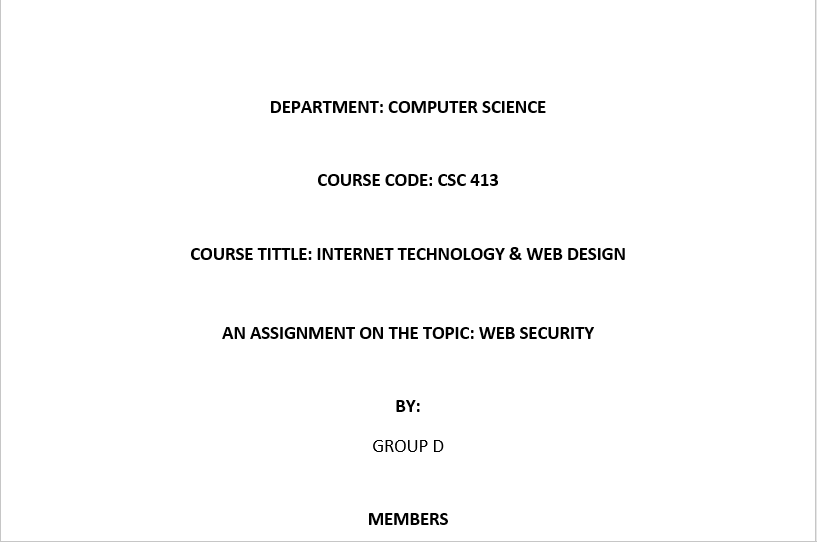 DEPARTMENT: COMPUTER SCIENCE
COURSE CODE: CSC 413
COURSE TITTLE: INTERNET TECHNOLOGY & WEB DESIGN
AN ASSIGNMENT ON THE TOPIC: WEB SECURITY
BY:
GROUP D
MEMBERS